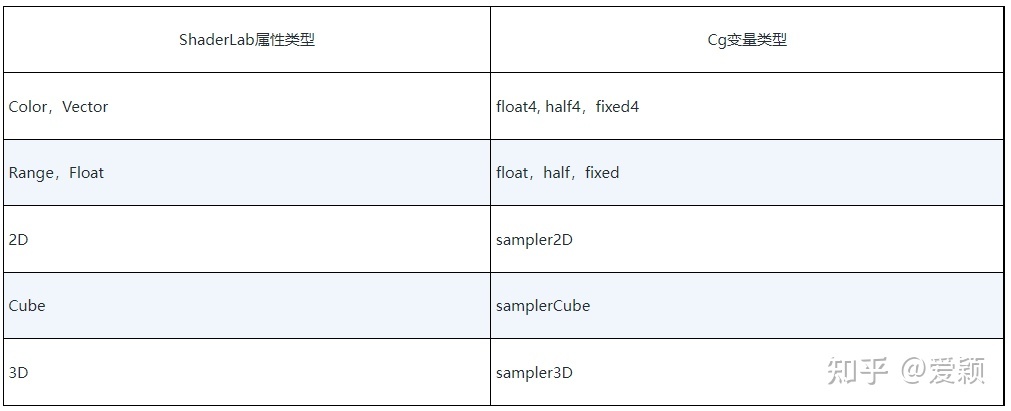 ShaderLab属性类型
Cg变量类型
Color，Vector
float4, half4，fixed4
Range，Float
float，half，fixed
2D
sampler2D
Cube
samplerCube
3D
sampler3D
知乎 @爱颖